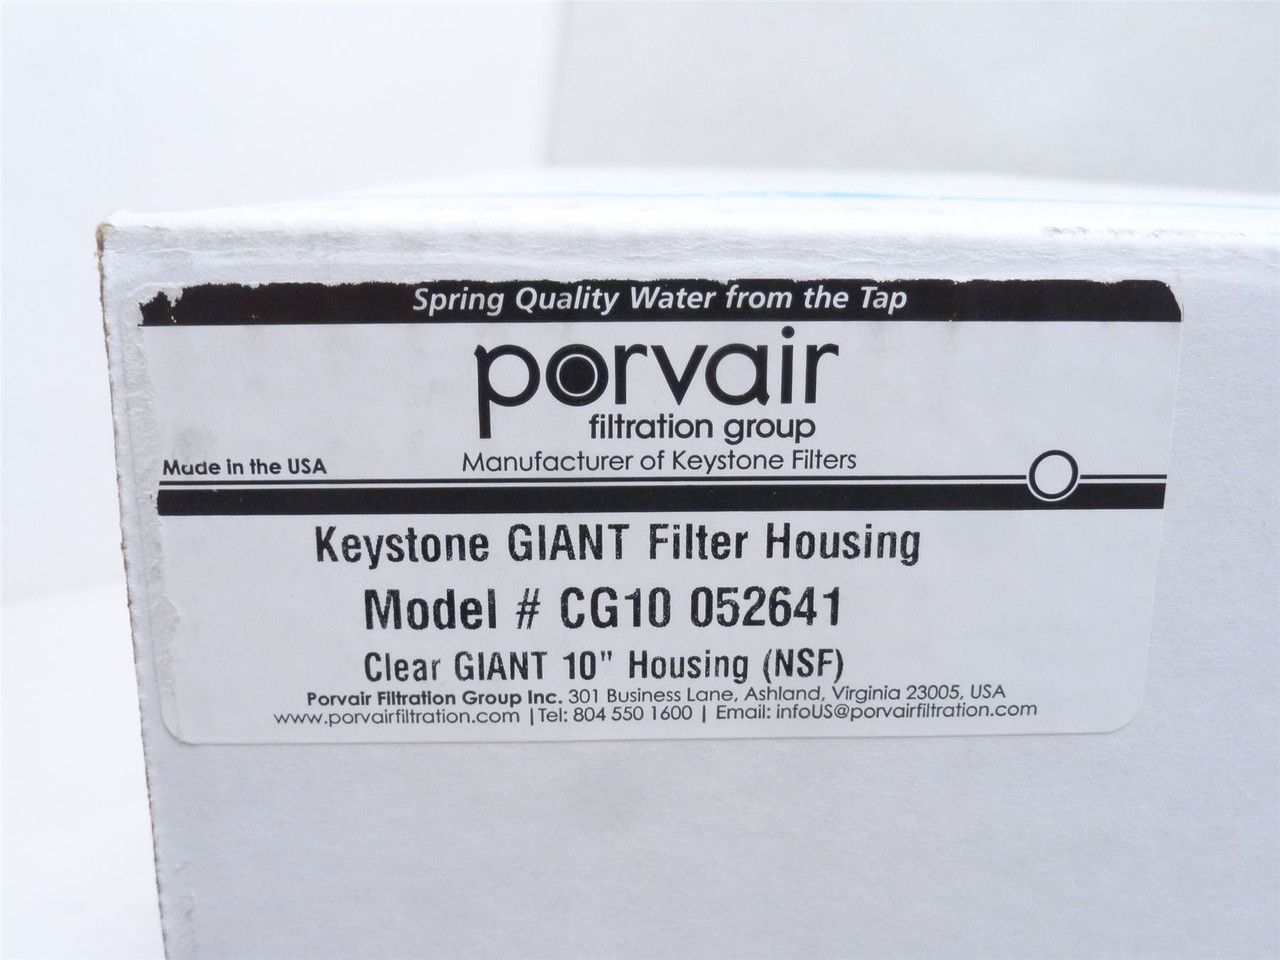 Spring Quality Water from the Tap
porvair
filtration group
Manufacturer of Keystone Filters
Made in the USA
Keystone GIANT Filter Housing
Model # CG10 052641
Clear GIANT 10" Housing (NSF)
Porvair Filtration Group Inc. 301 Business Lane, Ashland, Virginia 23005, USA
www.porvairfiltration.com | Tel: 804 550 1600 | Email: infoUS@porvairfiltration.com